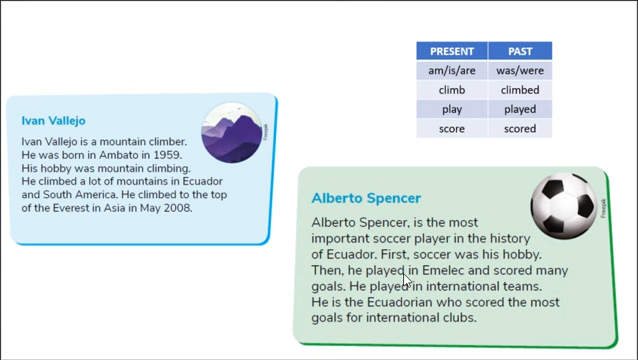 PRESENT PAST
am/is/are was/were
climb climbed
play played
score scored
Ivan Vallejo
Ivan Vallejo is a mountain climber.
He was born in Ambato in 1959.
His hobby was mountain climbing.
He climbed a lot of mountains in Ecuador
and South America. He climbed to the top
of the Everest in Asia in May 2008.
Freepik
Alberto Spencer
Alberto Spencer, is the most
important soccer player in the history
of Ecuador. First, soccer was his hobby.
Then, he played in Emelec and scored many
goals. He played in international teams.
He is the Ecuadorian who scored the most
goals for international clubs.
Freepik